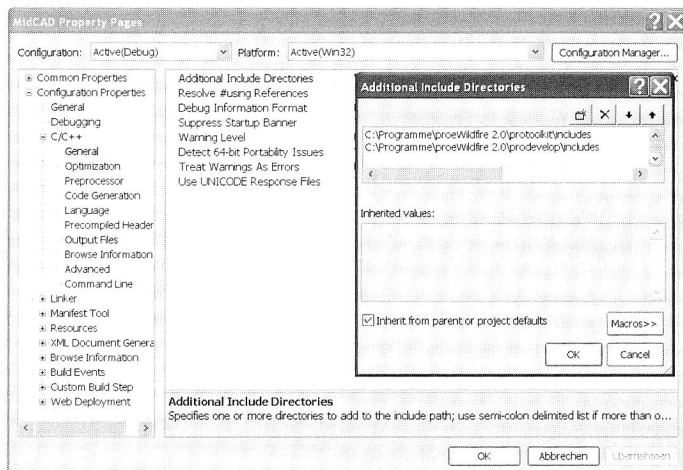 MidCAD Property Pages
Configuration: Active(Debug) Platform: Active(Win32) Configuration Manager...
Common Properties
Configuration Properties
General
Debugging
C/C++
General
Optimization
Preprocessor
Code Generation
Language
Precompiled Header
Output Files
Browse Information
Advanced
Command Line
Linker
Manifest Tool
Resources
XML Document Genera
Browse Information
Build Events
Custom Build Step
Web Deployment
Additional Include Directories
Resolve #using References
Debug Information Format
Suppress Startup Banner
Warning Level
Detect 64-bit Portability Issues
Treat Warnings As Errors
Use UNICODE Response Files
Additional Include Directories
C:\Programme\proeWildfire 2.0\protoolkit\includes
C:\Programme\proeWildfire 2.0\prodevelop\includes
Inherited values:
Inherit from parent or project defaults
Macros>>
OK Cancel
Additional Include Directories
Specifies one or more directories to add to the include path; use semi-colon delimited list if more than o...
OK Abbrechen Übernehmen